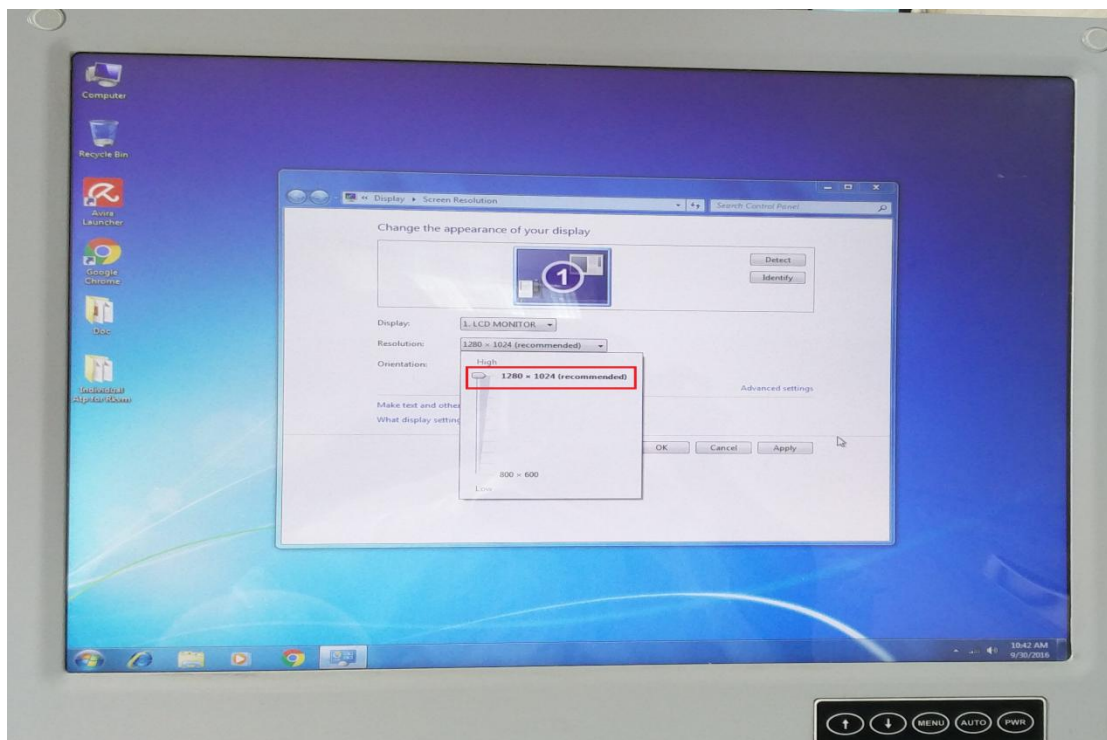 Computer
Recycle Bin
Avira
Launcher
Google
Chrome
Doc
Display ▸ Screen Resolution
Search Control Panel
Change the appearance of your display
1
Detect
Identify
Display:
1. LCD MONITOR
Resolution:
1280 × 1024 (recommended)
Orientation:
High
1280 × 1024 (recommended)
800 × 600
Low
Advanced settings
Make text and other
What display setting
OK
Cancel
Apply
10:42 AM
9/30/2016
MENU
AUTO
PWR